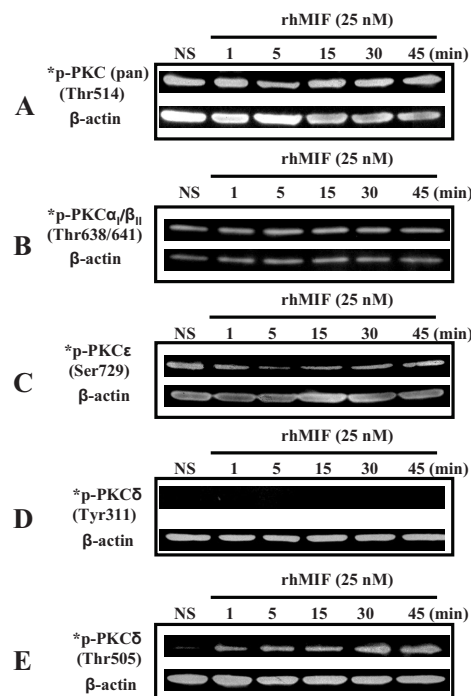 rhMIF (25 nM)
NS 1 5 15 30 45 (min)
*p-PKC (pan)
(Thr514)
A
β-actin
rhMIF (25 nM)
NS 1 5 15 30 45 (min)
*p-PKCαI/βII
(Thr638/641)
B
β-actin
rhMIF (25 nM)
NS 1 5 15 30 45 (min)
*p-PKCε
(Ser729)
C
β-actin
rhMIF (25 nM)
NS 1 5 15 30 45 (min)
*p-PKCδ
(Tyr311)
D
β-actin
rhMIF (25 nM)
NS 1 5 15 30 45 (min)
*p-PKCδ
(Thr505)
E
β-actin